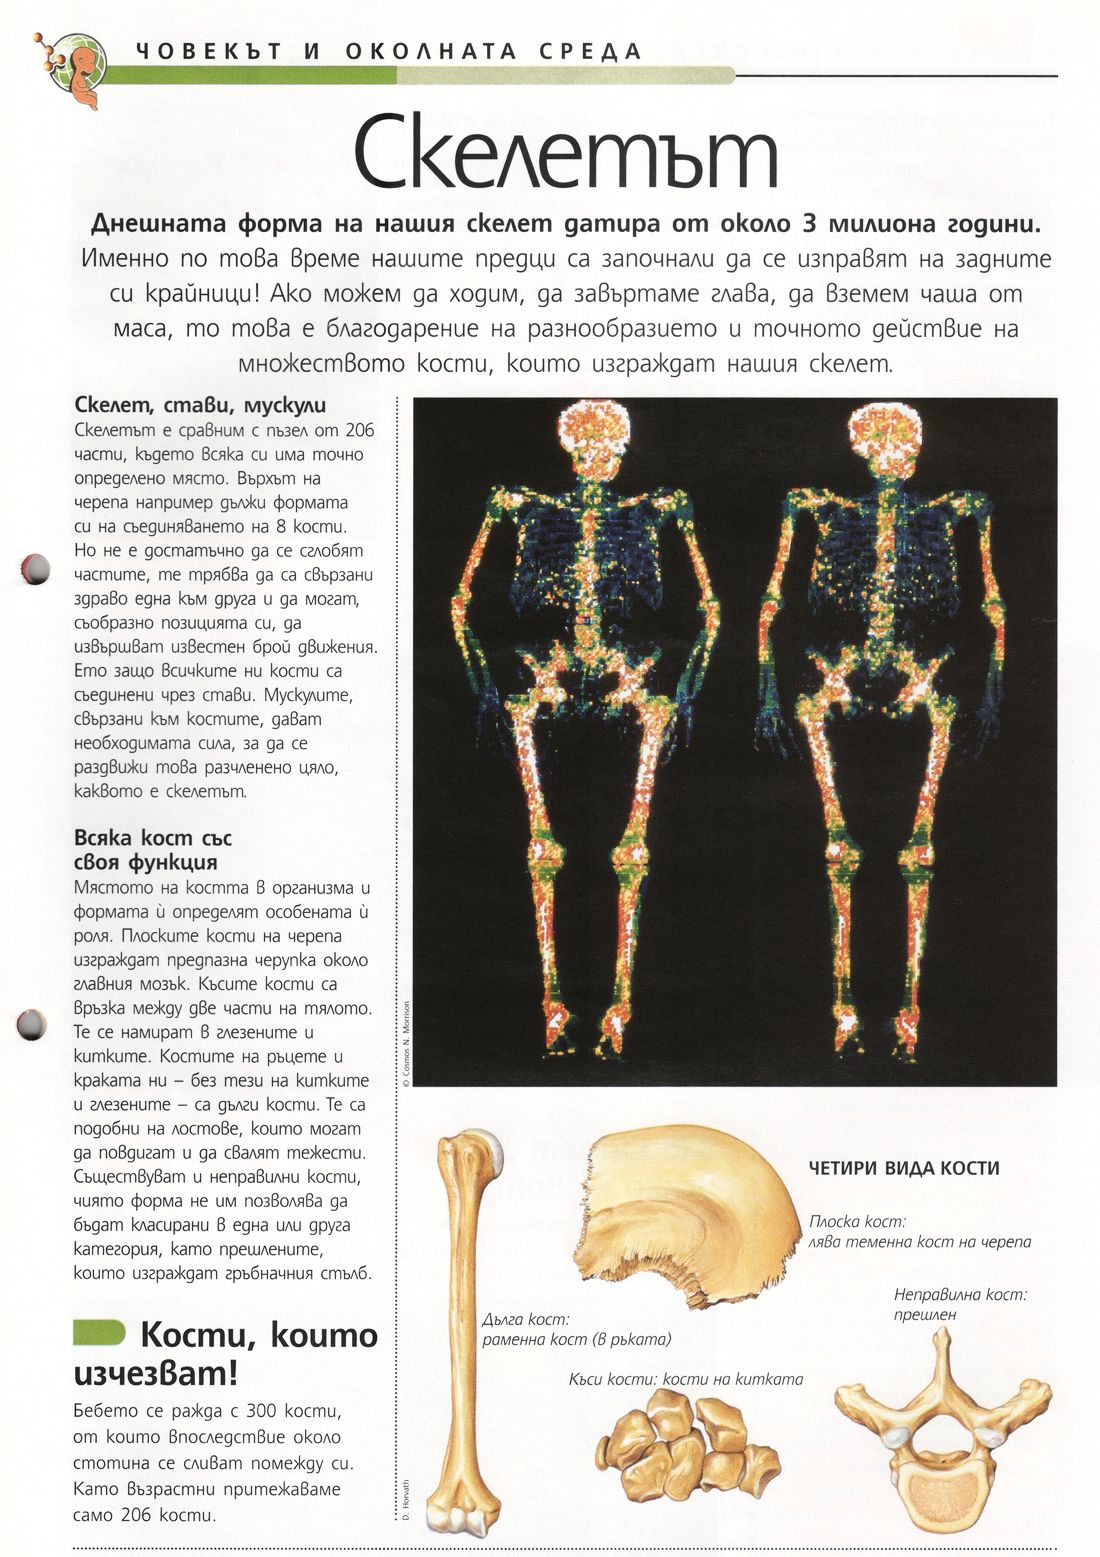 ЧОВЕКЪТ И ОКОЛНАТА СРЕДА
Скелетът
Днешната форма на нашия скелет датира от около 3 милиона години.
Именно по това време нашите предци са започнали да се изправят на задните
си крайници! Ако можем да ходим, да завъртаме глава, да вземем чаша от
маса, то това е благодарение на разнообразието и точното действие на
множеството кости, които изграждат нашия скелет.
Скелет, стави, мускули
Скелетът е сравним с пъзел от 206
части, където всяка си има точно
определено място. Върхът на
черепа например дължи формата
си на съединяването на 8 кости.
Но не е достатъчно да се сглобят
частите, те трябва да са свързани
здраво една към друга и да могат,
съобразно позицията си, да
извършват известен брой движения.
Ето защо всичките ни кости са
съединени чрез стави. Мускулите,
свързани към костите, дават
необходимата сила, за да се
раздвижи това разчленено цяло,
каквото е скелетът.
Всяка кост със
своя функция
Мястото на костта в организма и
формата ѝ определят особената ѝ
роля. Плоските кости на черепа
изграждат предпазна черупка около
главния мозък. Късите кости са
връзка между две части на тялото.
Те се намират в глезените и
китките. Костите на ръцете и
краката ни – без тези на китките
и глезените – са дълги кости. Те са
подобни на лостове, които могат
да повдигат и да свалят тежести.
Съществуват и неправилни кости,
чиято форма не им позволява да
бъдат класирани в една или друга
категория, като прешлените,
които изграждат гръбначния стълб.
Кости, които
изчезват!
Бебето се ражда с 300 кости,
от които впоследствие около
стотина се сливат помежду си.
Като възрастни притежаваме
само 206 кости.
© Cosmos N. Morrison
ЧЕТИРИ ВИДА КОСТИ
Плоска кост:
лява теменна кост на черепа
Неправилна кост:
прешлен
Дълга кост:
раменна кост (в ръката)
Къси кости: кости на китката
D. Horvath